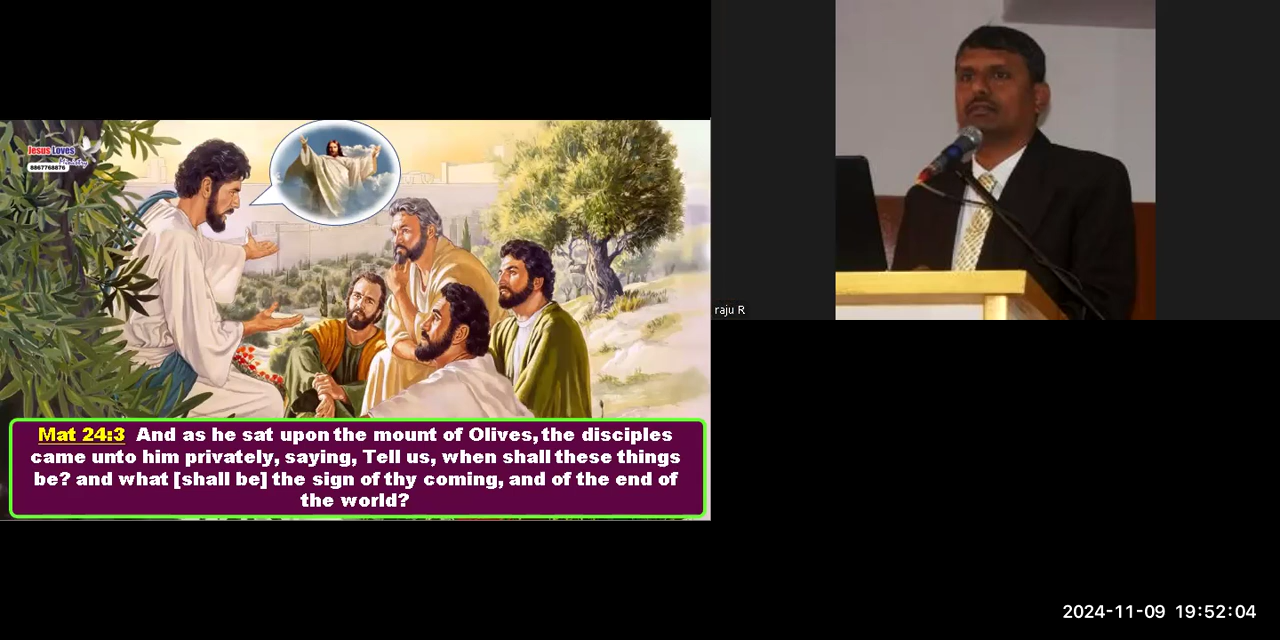 Jesus Loves
Ministry
8867768876
Mat 24:3 And as he sat upon the mount of Olives, the disciples
came unto him privately, saying, Tell us, when shall these things
be? and what [shall be] the sign of thy coming, and of the end of
the world?
raju R
2024-11-09 19:52:04